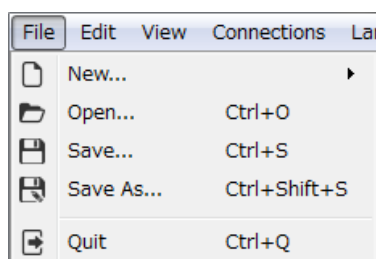 File Edit View Connections
New...
Open... Ctrl+O
Save... Ctrl+S
Save As... Ctrl+Shift+S
Quit Ctrl+Q